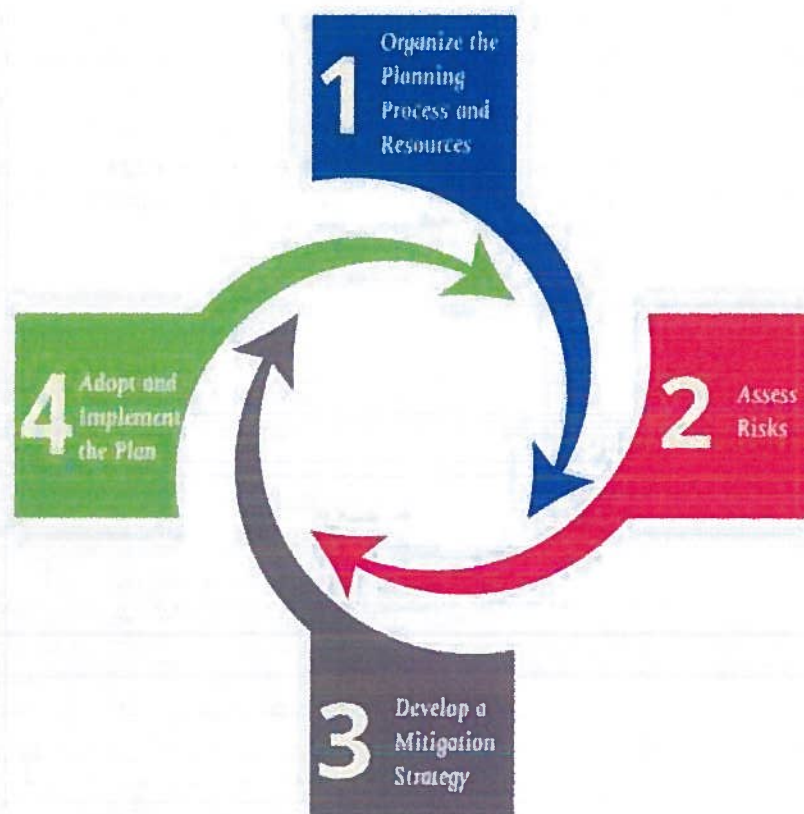 1
Organize the
Planning
Process and
Resources
2
Assess
Risks
3
Develop a
Mitigation
Strategy
4
Adopt and
Implement
the Plan